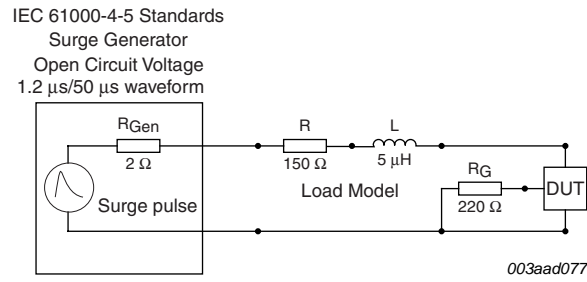 IEC 61000-4-5 Standards
Surge Generator
Open Circuit Voltage
1.2 μs/50 μs waveform
RGen
2 Ω
Surge pulse
R
150 Ω
L
5 μH
Load Model
RG
220 Ω
DUT
003aad077